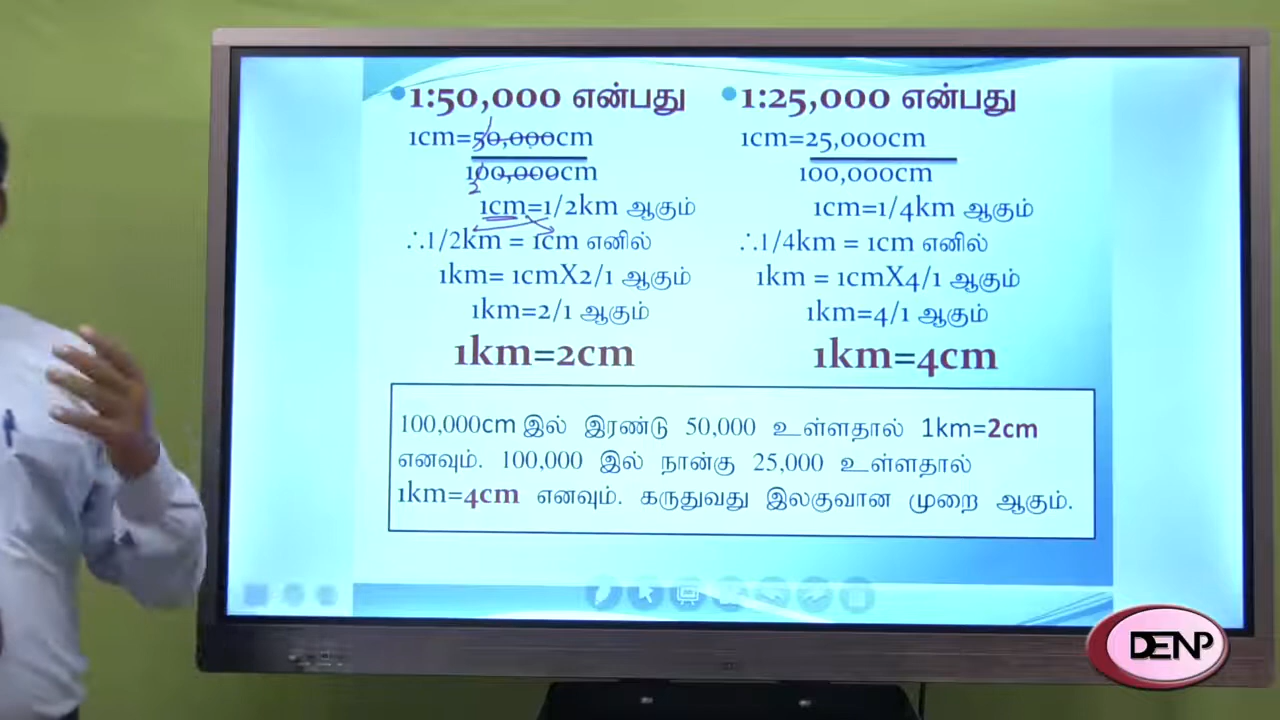 1:50,000 என்பது
1cm=50,000cm
100,000cm
2
1cm=1/2km ஆகும்
∴1/2km = 1cm எனில்
1km= 1cmX2/1 ஆகும்
1km=2/1 ஆகும்
1km=2cm
1:25,000 என்பது
1cm=25,000cm
100,000cm
1cm=1/4km ஆகும்
∴1/4km = 1cm எனில்
1km = 1cmX4/1 ஆகும்
1km=4/1 ஆகும்
1km=4cm
100,000cm இல் இரண்டு 50,000 உள்ளதால் 1km=2cm
எனவும். 100,000 இல் நான்கு 25,000 உள்ளதால்
1km=4cm எனவும். கருதுவது இலகுவான முறை ஆகும்.
DENP